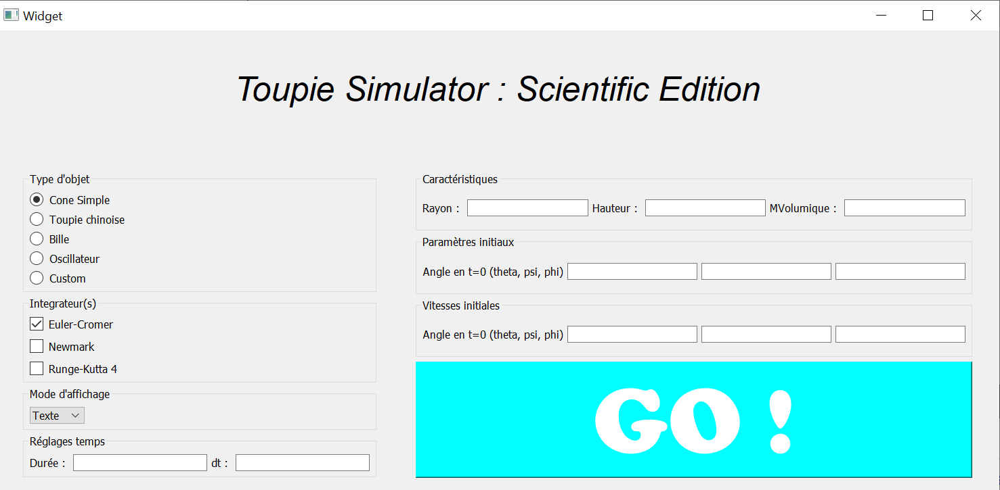 Widget
Toupie Simulator : Scientific Edition
Type d'objet
Cone Simple
Toupie chinoise
Bille
Oscillateur
Custom
Integrateur(s)
Euler-Cromer
Newmark
Runge-Kutta 4
Mode d'affichage
Texte
Réglages temps
Durée : dt :
Caractéristiques
Rayon : Hauteur : MVolumique :
Paramètres initiaux
Angle en t=0 (theta, psi, phi)
Vitesses initiales
Angle en t=0 (theta, psi, phi)
GO !